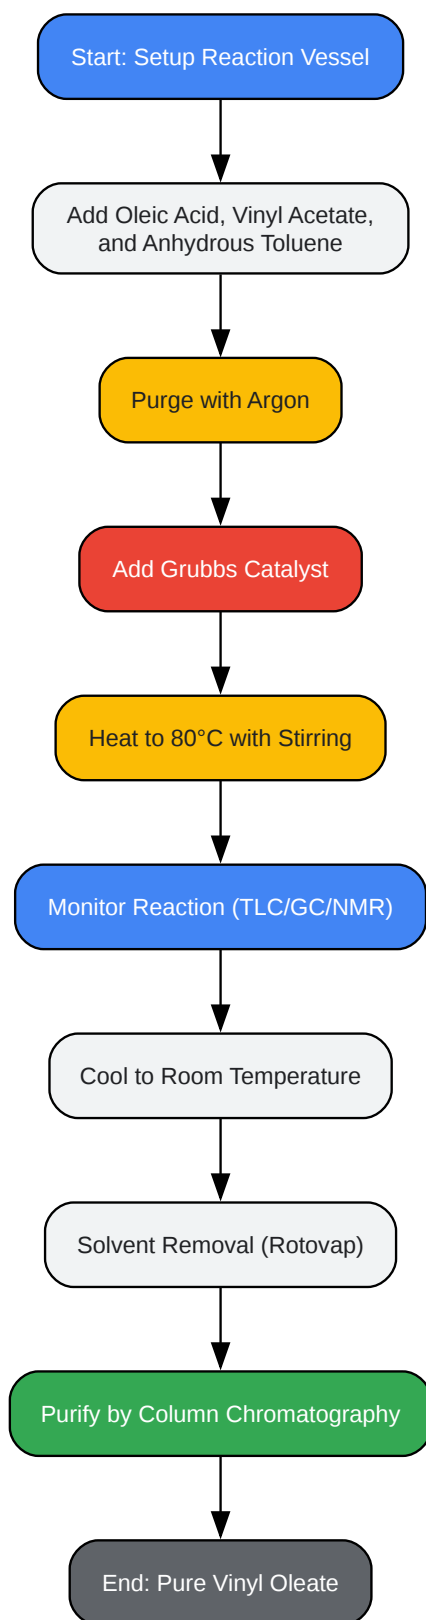 Start: Setup Reaction Vessel
Add Oleic Acid, Vinyl Acetate,
and Anhydrous Toluene
Purge with Argon
Add Grubbs Catalyst
Heat to 80°C with Stirring
Monitor Reaction (TLC/GC/NMR)
Cool to Room Temperature
Solvent Removal (Rotovap)
Purify by Column Chromatography
End: Pure Vinyl Oleate